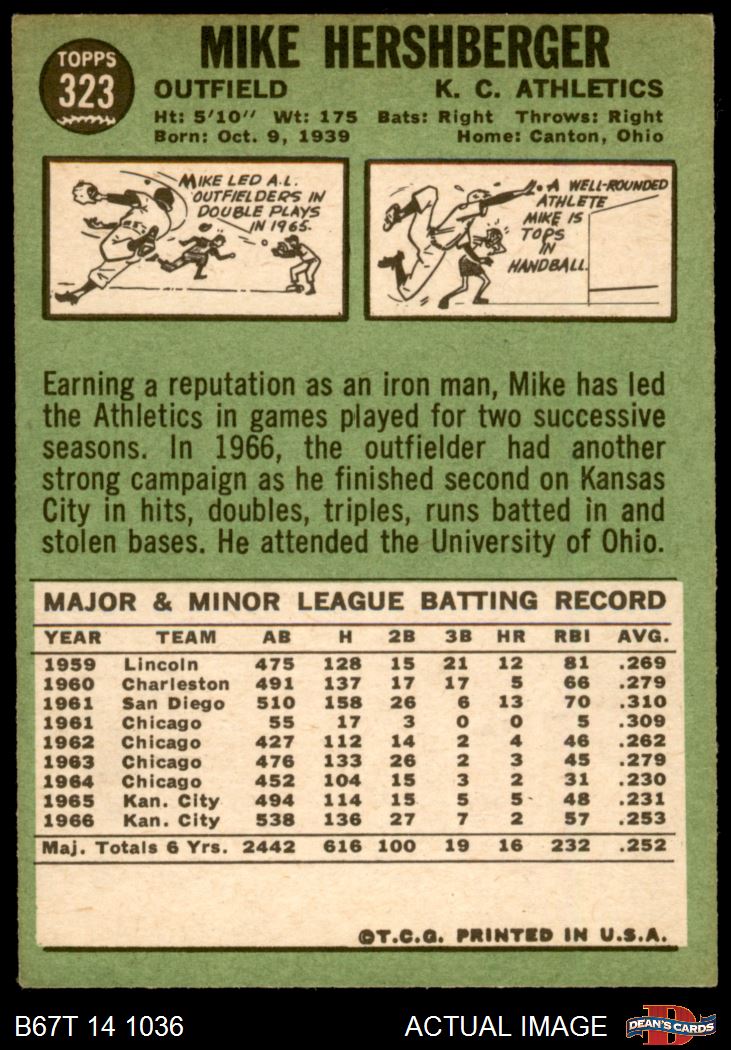 TOPPS
323
MIKE HERSHBERGER
OUTFIELD K. C. ATHLETICS
Ht: 5'10" Wt: 175 Bats: Right Throws: Right
Born: Oct. 9, 1939 Home: Canton, Ohio
MIKE LED A.L.
OUTFIELDERS IN
DOUBLE PLAYS
IN 1965.
A WELL-ROUNDED
ATHLETE
MIKE IS
TOPS
IN
HANDBALL.
Earning a reputation as an iron man, Mike has led
the Athletics in games played for two successive
seasons. In 1966, the outfielder had another
strong campaign as he finished second on Kansas
City in hits, doubles, triples, runs batted in and
stolen bases. He attended the University of Ohio.
MAJOR & MINOR LEAGUE BATTING RECORD
YEAR TEAM AB H 2B 3B HR RBI AVG.
1959 Lincoln 475 128 15 21 12 81 .269
1960 Charleston 491 137 17 17 5 66 .279
1961 San Diego 510 158 26 6 13 70 .310
1961 Chicago 55 17 3 0 0 5 .309
1962 Chicago 427 112 14 2 4 46 .262
1963 Chicago 476 133 26 2 3 45 .279
1964 Chicago 452 104 15 3 2 31 .230
1965 Kan. City 494 114 15 5 5 48 .231
1966 Kan. City 538 136 27 7 2 57 .253
Maj. Totals 6 Yrs. 2442 616 100 19 16 232 .252
©T.C.G. PRINTED IN U.S.A.
B67T 14 1036 ACTUAL IMAGE
D
DEAN'S CARDS